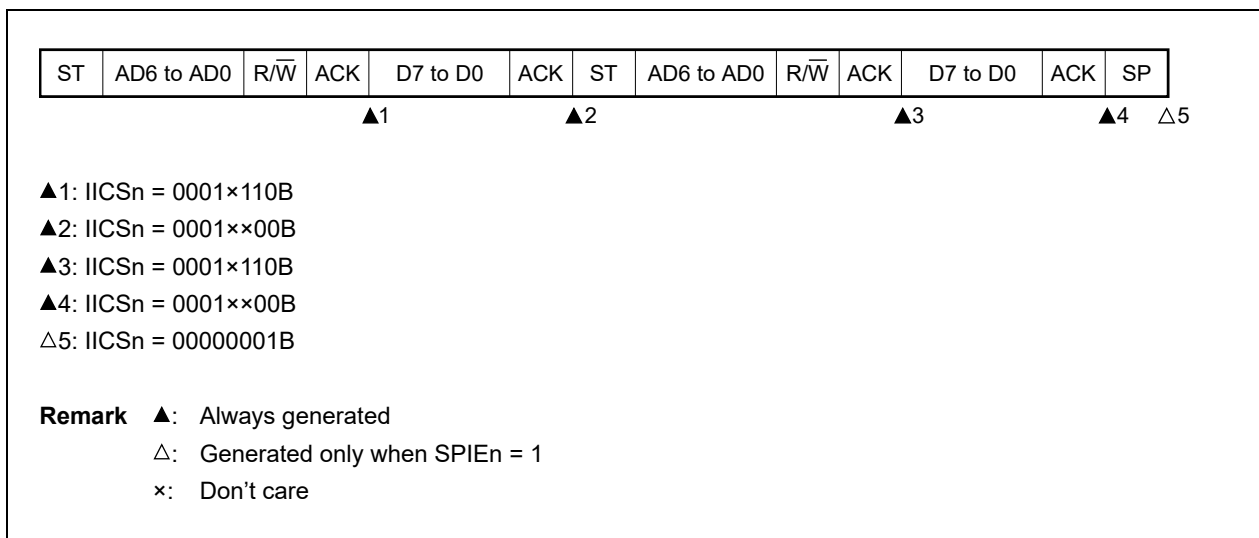 ST AD6 to AD0 R/W̅ ACK D7 to D0 ACK ST AD6 to AD0 R/W̅ ACK D7 to D0 ACK SP
▲1 ▲2 ▲3 ▲4 △5
▲1: IICSn = 0001×110B
▲2: IICSn = 0001××00B
▲3: IICSn = 0001×110B
▲4: IICSn = 0001××00B
△5: IICSn = 00000001B
Remark ▲: Always generated
△: Generated only when SPIEn = 1
×: Don’t care